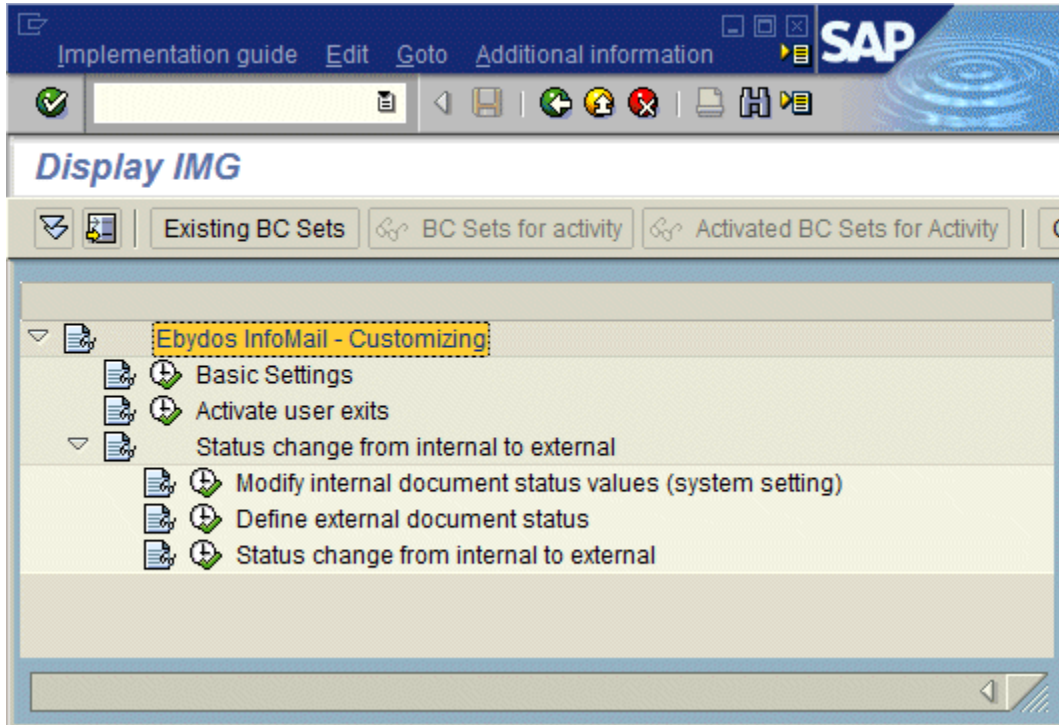 Implementation guide Edit Goto Additional information
SAP
Display IMG
Existing BC Sets BC Sets for activity Activated BC Sets for Activity
Ebydos InfoMail - Customizing
Basic Settings
Activate user exits
Status change from internal to external
Modify internal document status values (system setting)
Define external document status
Status change from internal to external